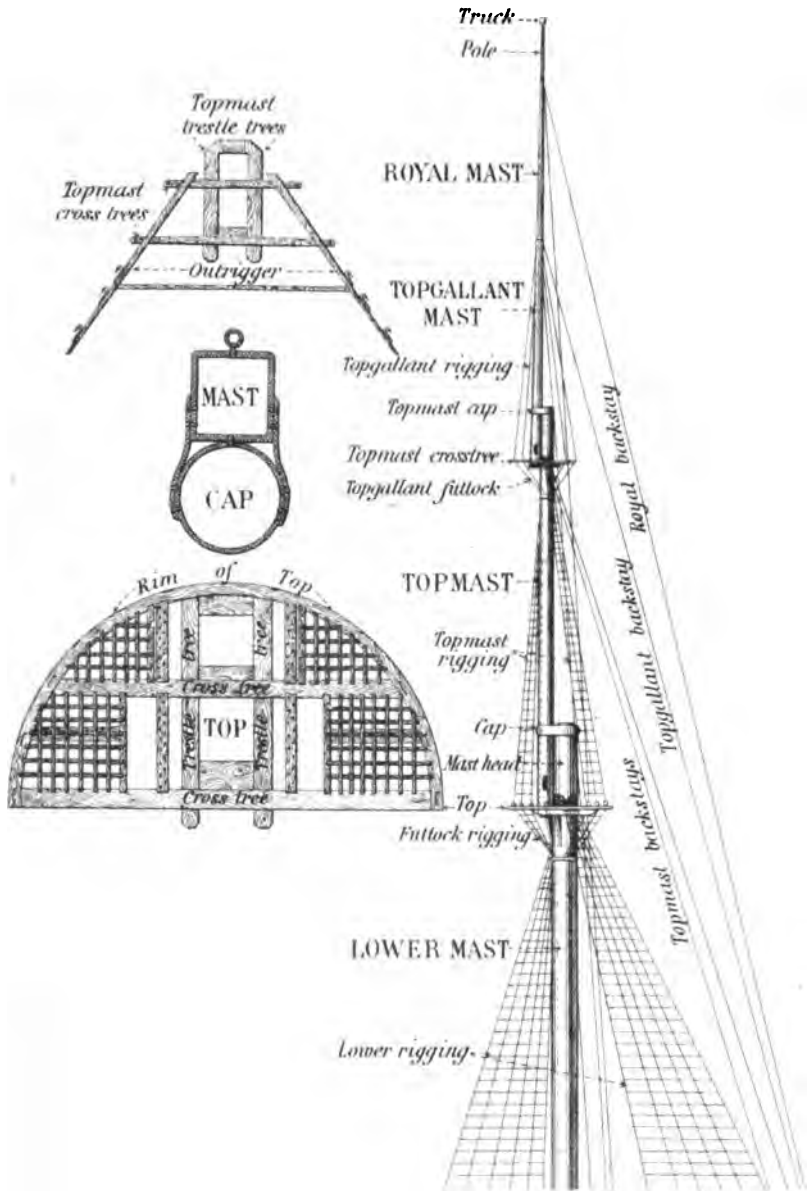 Truck
Pole
Topmast
trestle trees
ROYAL MAST
Topmast
cross trees
Outrigger
TOPGALLANT
MAST
MAST
Topgallant rigging
Topmast cap
Royal backstay
Topmast crosstree
CAP
Topgallant futtock
Rim of Top
TOPMAST
tree
tree
Topmast
rigging
Topgallant backstay
Cross tree
TOP
Trestle
Trestle
Cap
Mast head
Cross tree
Top
Topmast backstays
Futtock rigging
LOWER MAST
Lower rigging